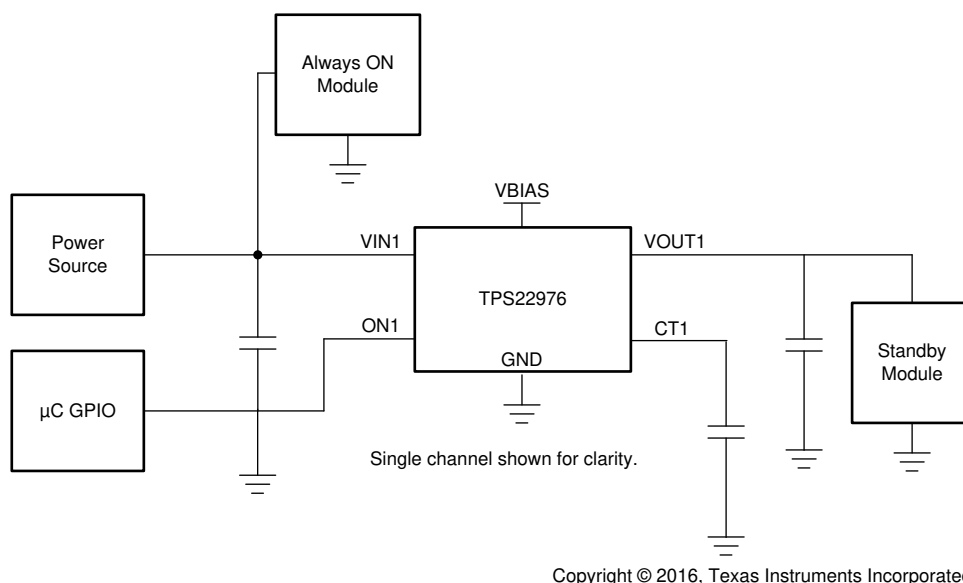 Always ON
Module
VBIAS
Power
Source
VIN1
VOUT1
TPS22976
ON1
CT1
GND
Standby
Module
µC GPIO
Single channel shown for clarity.
Copyright © 2016, Texas Instruments Incorporated